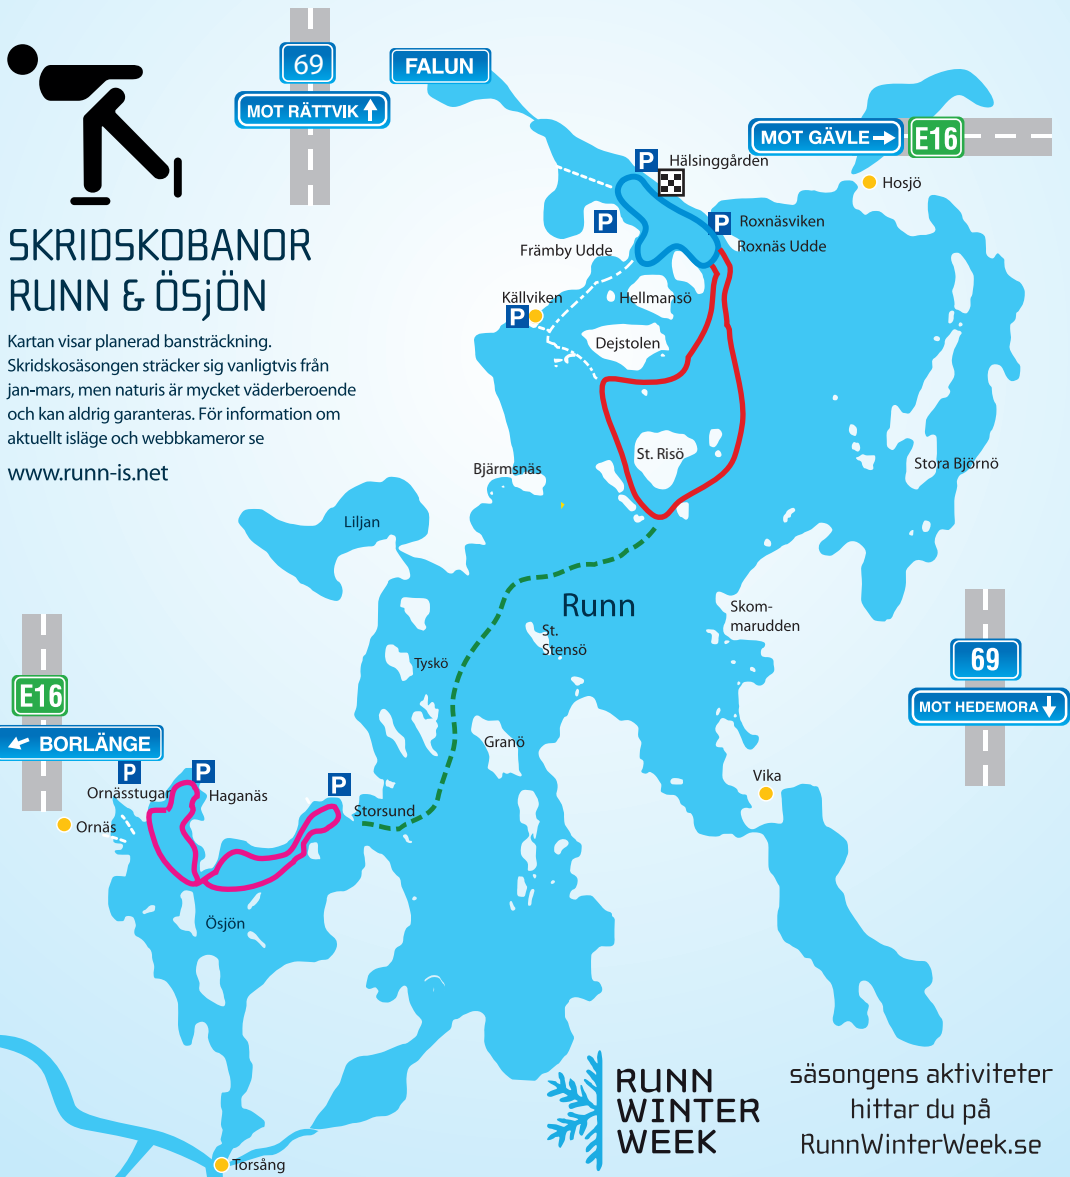 69
MOT RÄTTVIK
FALUN
MOT GÄVLE
E16
P
Hälsinggården
Hosjö
P
P
Roxnäsviken
Främby Udde
Roxnäs Udde
SKRIDSKOBANOR
RUNN & ÖSjÖN
Källviken
P
Hellmansö
Dejstolen
Kartan visar planerad bansträckning.
Skridskosäsongen sträcker sig vanligtvis från
jan-mars, men naturis är mycket väderberoende
och kan aldrig garanteras. För information om
aktuellt isläge och webbkameror se
www.runn-is.net
St. Risö
Bjärmsnäs
Stora Björnö
Liljan
Runn
Skom-
marudden
St.
Stensö
Tyskö
69
MOT HEDEMORA
E16
BORLÄNGE
Granö
P
P
P
Vika
Ornässtugan
Haganäs
Storsund
Ornäs
Ösjön
RUNN
WINTER
WEEK
säsongens aktiviteter
hittar du på
RunnWinterWeek.se
Torsång